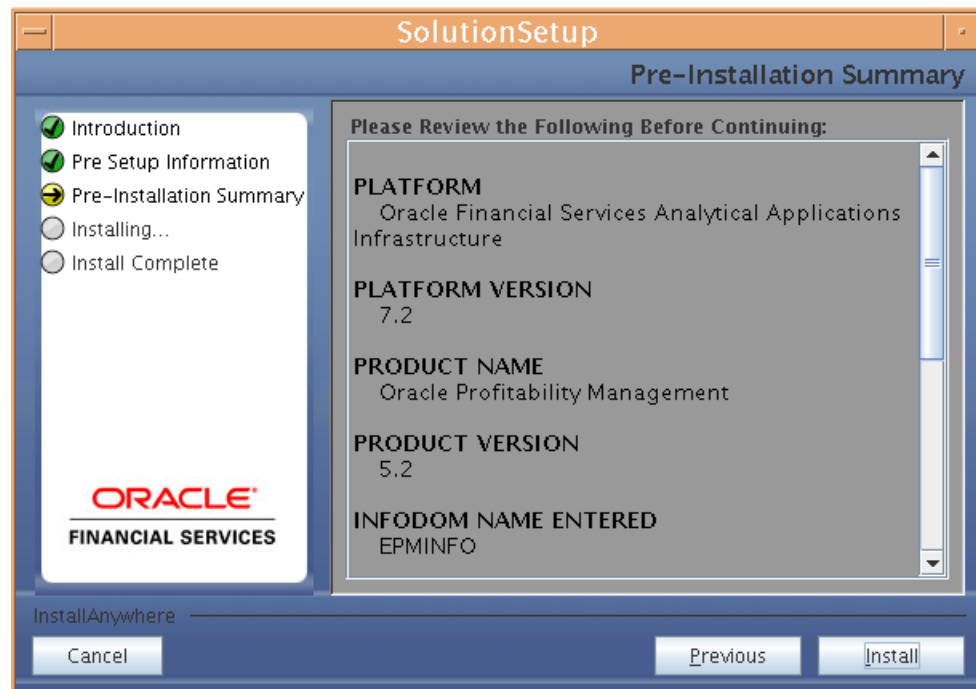 SolutionSetup
Pre-Installation Summary
Introduction
Pre Setup Information
Pre-Installation Summary
Installing...
Install Complete
ORACLE
FINANCIAL SERVICES
Please Review the Following Before Continuing:
PLATFORM
Oracle Financial Services Analytical Applications
Infrastructure
PLATFORM VERSION
7.2
PRODUCT NAME
Oracle Profitability Management
PRODUCT VERSION
5.2
INFODOM NAME ENTERED
EPMINFO
InstallAnywhere
Cancel
Previous
Install